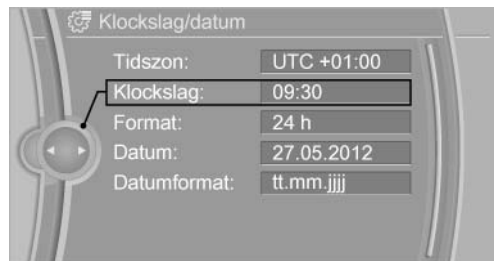 Klockslag/datum
Tidszon: UTC +01:00
Klockslag: 09:30
Format: 24 h
Datum: 27.05.2012
Datumformat: tt.mm.jjjj